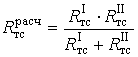 R_тс^расч = (R_тс^I · R_тс^II) / (R_тс^I + R_тс^II)